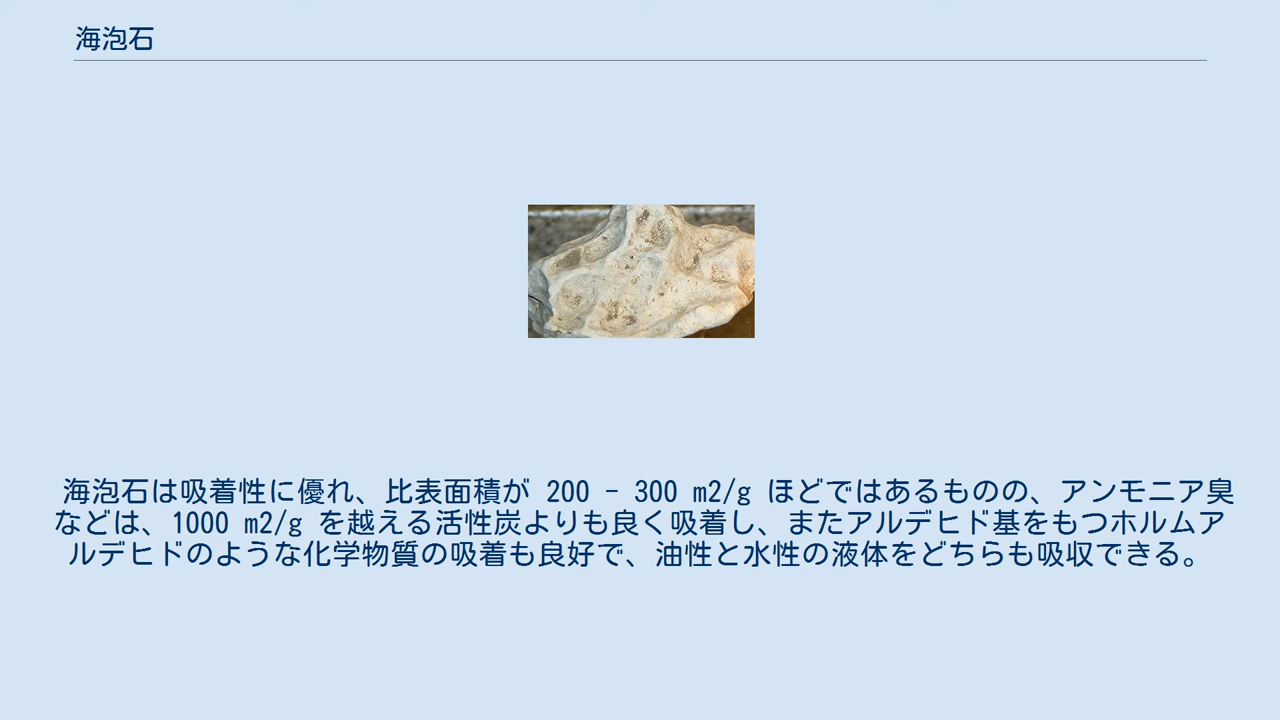 海泡石
海泡石は吸着性に優れ、比表面積が 200 - 300 m2/g ほどではあるものの、アンモニア臭
などは、1000 m2/g を越える活性炭よりも良く吸着し、またアルデヒド基をもつホルムア
ルデヒドのような化学物質の吸着も良好で、油性と水性の液体をどちらも吸収できる。